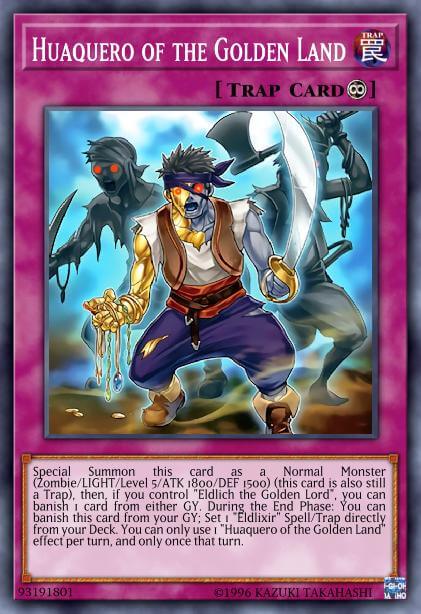 HUAQUERO OF THE GOLDEN LAND
TRAP
罠
[TRAP CARD]
Special Summon this card as a Normal Monster
(Zombie/LIGHT/Level 5/ATK 1800/DEF 1500) (this card is also still
a Trap), then, if you control "Eldlich the Golden Lord", you can
banish 1 card from either GY. During the End Phase: You can
banish this card from your GY; Set 1 "Eldlixir" Spell/Trap directly
from your Deck. You can only use 1 "Huaquero of the Golden Land"
effect per turn, and only once that turn.
93191801
©1996 KAZUKI TAKAHASHI